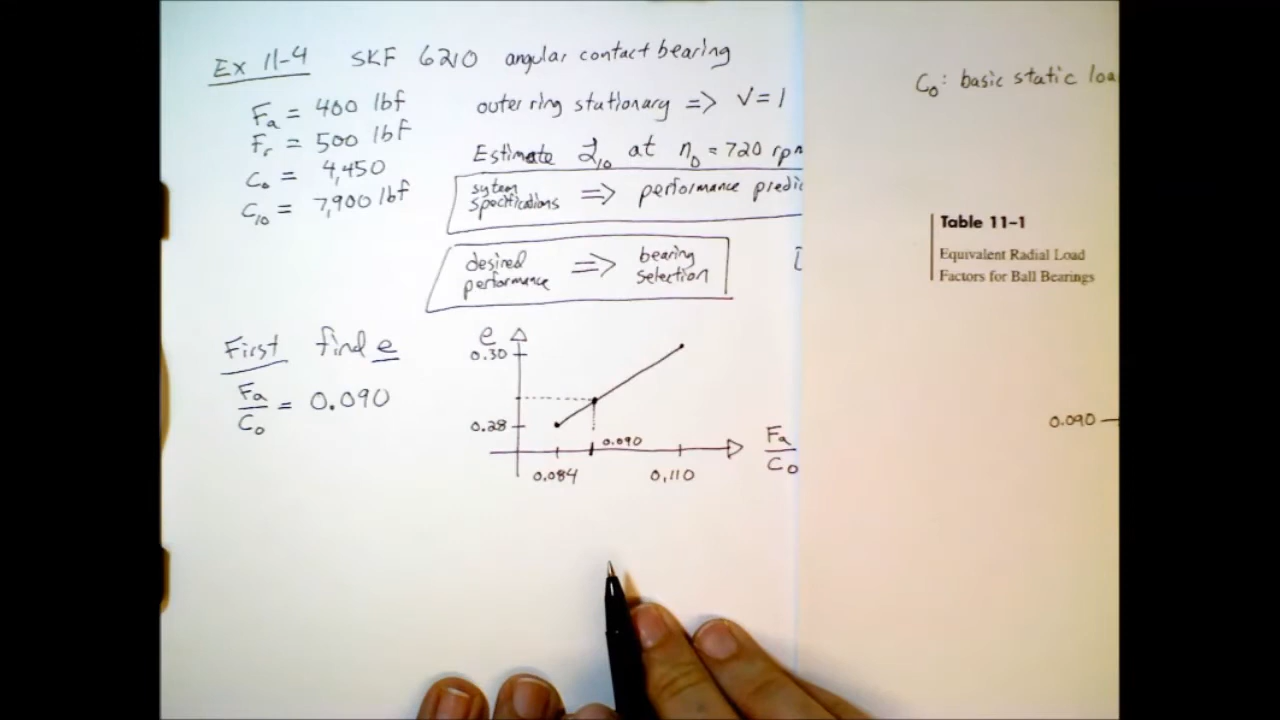 Ex 11-4 SKF 6210 angular contact bearing
Fa = 400 lbf
Fr = 500 lbf
C0 = 4,450
C10 = 7,900 lbf
outer ring stationary => V = 1
Estimate L10 at nD = 720 rpm
system specifications => performance
desired performance => bearing selection
First find e
Fa/C0 = 0.090
e
0.30
0.28
0.090
0.084
0.110
Fa/C0
C0: basic static
Table 11–1
Equivalent Radial Load
Factors for Ball Bearings
0.090